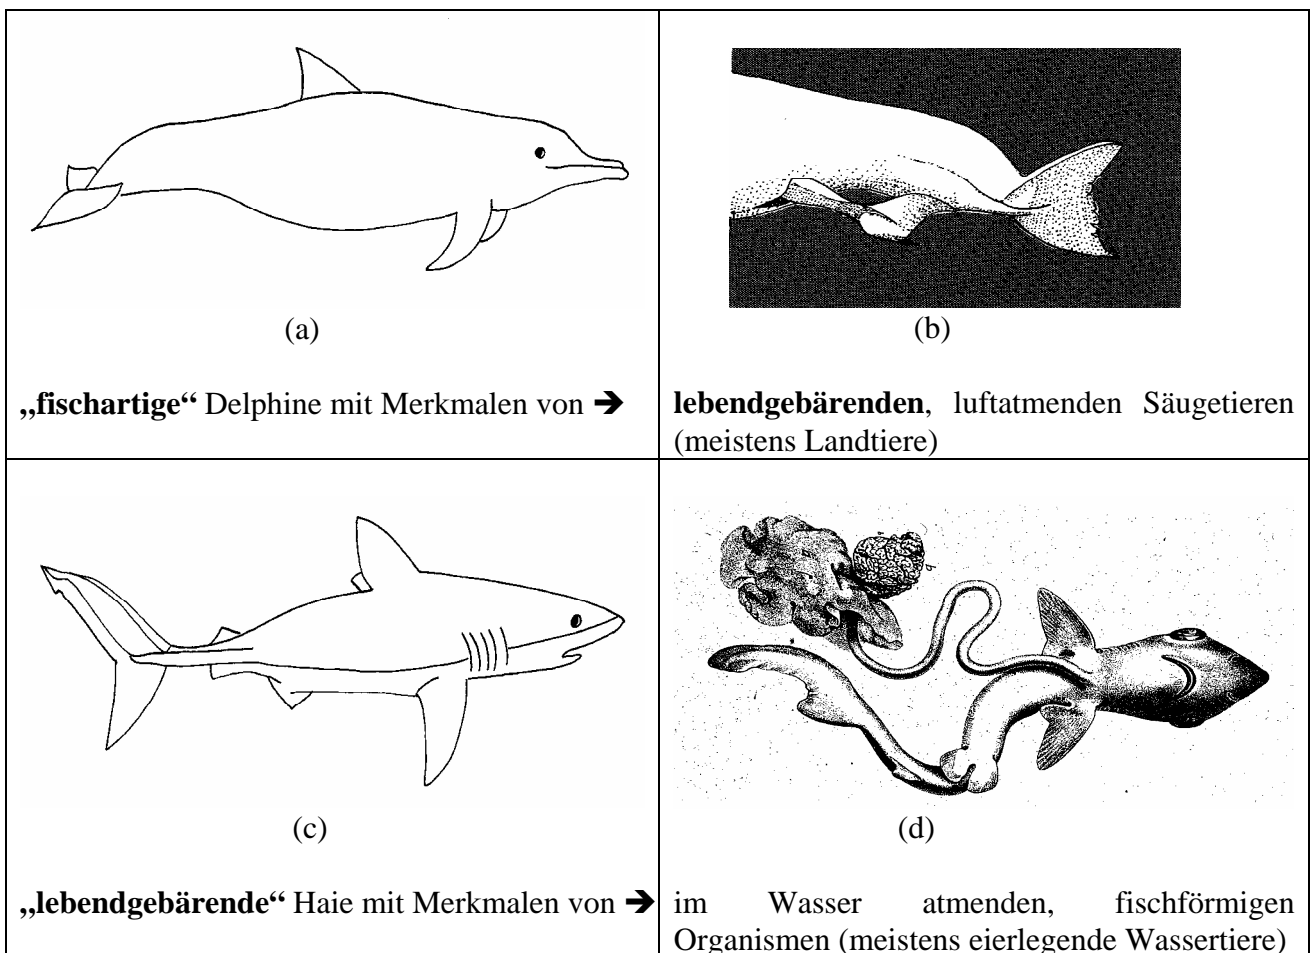 (a)
(b)
„fischartige“ Delphine mit Merkmalen von ➔
lebendgebärenden, luftatmenden Säugetieren
(meistens Landtiere)
(c)
(d)
„lebendgebärende“ Haie mit Merkmalen von ➔
im Wasser atmenden, fischförmigen
Organismen (meistens eierlegende Wassertiere)